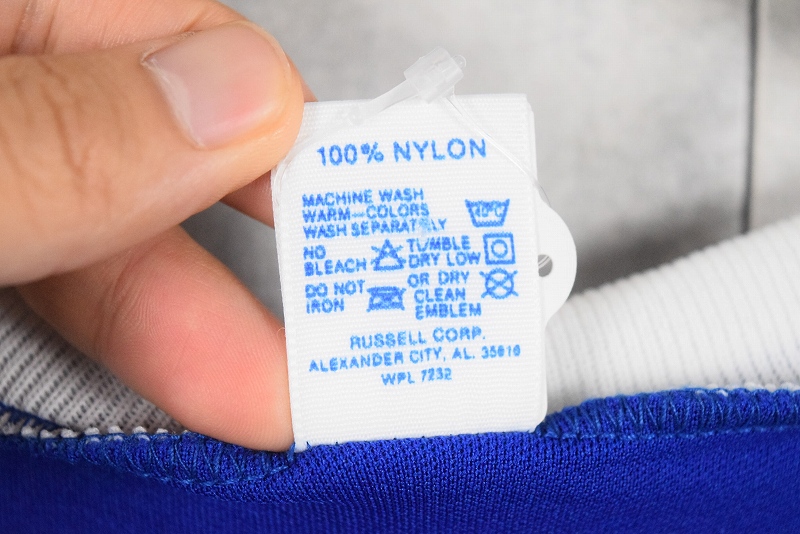 100% NYLON
MACHINE WASH
WARM—COLORS
WASH SEPARATELY
40°C
NO
BLEACH
TUMBLE
DRY LOW
DO NOT
IRON
OR DRY
CLEAN
EMBLEM
RUSSELL CORP.
ALEXANDER CITY, AL. 35010
WPL 7232